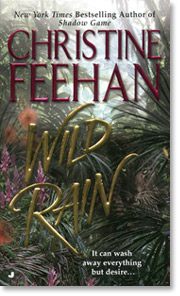 New York Times Bestselling Author of
Shadow Game
CHRISTINE
FEEHAN
WILD
RAIN
It can wash
away everything
but desire...
J